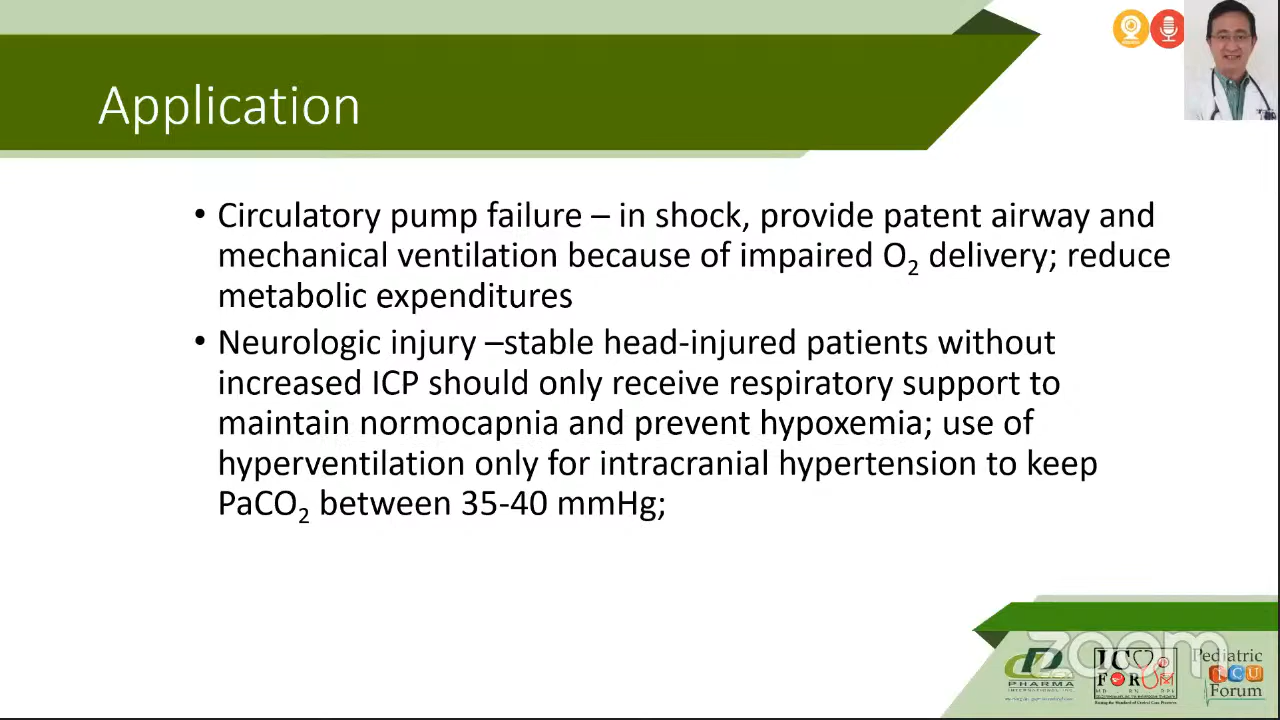 Application
• Circulatory pump failure – in shock, provide patent airway and
mechanical ventilation because of impaired O₂ delivery; reduce
metabolic expenditures
• Neurologic injury –stable head-injured patients without
increased ICP should only receive respiratory support to
maintain normocapnia and prevent hypoxemia; use of
hyperventilation only for intracranial hypertension to keep
PaCO₂ between 35-40 mmHg;
zoom
PHARMA
IC
FORUM
Pediatric
ICU
Forum